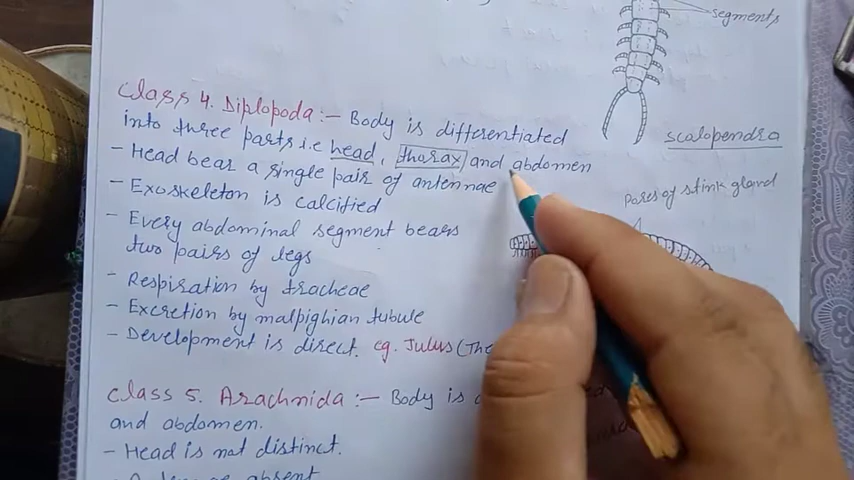 segments
Class 4. Diplopoda :- Body is differentiated
into three parts i.e head, thorax and abdomen
scalopendra
- Head bear a single pair of antennae
- Exoskeleton is calcified
Pores of stink gland
- Every abdominal segment bears
two pairs of legs
- Respiration by tracheae
- Excretion by malpighian tubule
- Development is direct. eg. Julus (The
Class 5. Arachnida :- Body is
and abdomen.
- Head is not distinct.
absent